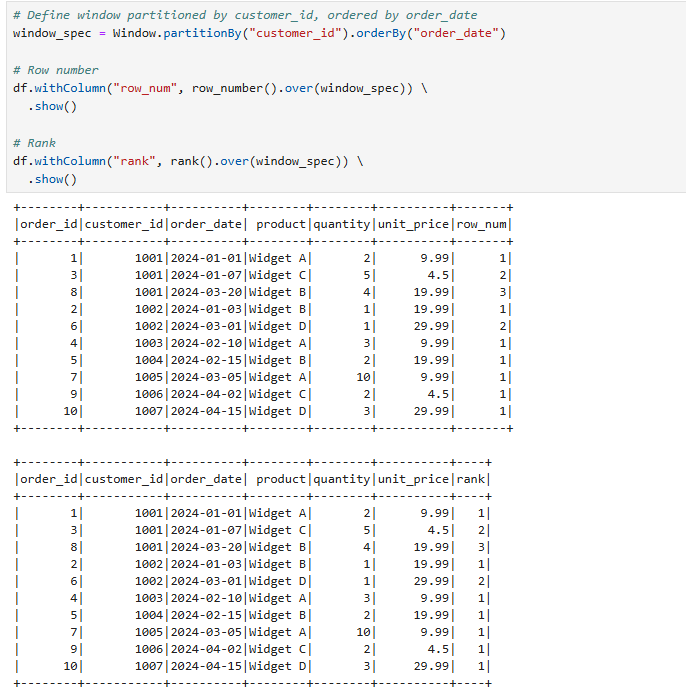 # Define window partitioned by customer_id, ordered by order_date
window_spec = Window.partitionBy("customer_id").orderBy("order_date")

# Row number
df.withColumn("row_num", row_number().over(window_spec)) \
  .show()

# Rank
df.withColumn("rank", rank().over(window_spec)) \
  .show()

+--------+-----------+----------+--------+--------+----------+-------+
|order_id|customer_id|order_date| product|quantity|unit_price|row_num|
+--------+-----------+----------+--------+--------+----------+-------+
|       1|       1001|2024-01-01|Widget A|       2|      9.99|      1|
|       3|       1001|2024-01-07|Widget C|       5|       4.5|      2|
|       8|       1001|2024-03-20|Widget B|       4|     19.99|      3|
|       2|       1002|2024-01-03|Widget B|       1|     19.99|      1|
|       6|       1002|2024-03-01|Widget D|       1|     29.99|      2|
|       4|       1003|2024-02-10|Widget A|       3|      9.99|      1|
|       5|       1004|2024-02-15|Widget B|       2|     19.99|      1|
|       7|       1005|2024-03-05|Widget A|      10|      9.99|      1|
|       9|       1006|2024-04-02|Widget C|       2|       4.5|      1|
|      10|       1007|2024-04-15|Widget D|       3|     29.99|      1|
+--------+-----------+----------+--------+--------+----------+-------+

+--------+-----------+----------+--------+--------+----------+----+
|order_id|customer_id|order_date| product|quantity|unit_price|rank|
+--------+-----------+----------+--------+--------+----------+----+
|       1|       1001|2024-01-01|Widget A|       2|      9.99|   1|
|       3|       1001|2024-01-07|Widget C|       5|       4.5|   2|
|       8|       1001|2024-03-20|Widget B|       4|     19.99|   3|
|       2|       1002|2024-01-03|Widget B|       1|     19.99|   1|
|       6|       1002|2024-03-01|Widget D|       1|     29.99|   2|
|       4|       1003|2024-02-10|Widget A|       3|      9.99|   1|
|       5|       1004|2024-02-15|Widget B|       2|     19.99|   1|
|       7|       1005|2024-03-05|Widget A|      10|      9.99|   1|
|       9|       1006|2024-04-02|Widget C|       2|       4.5|   1|
|      10|       1007|2024-04-15|Widget D|       3|     29.99|   1|
+--------+-----------+----------+--------+--------+----------+----+